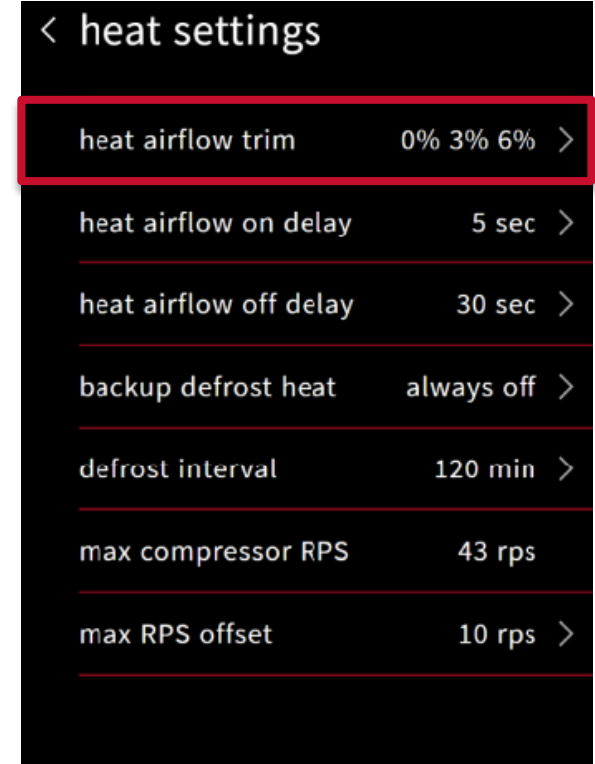 < heat settings
heat airflow trim 0% 3% 6% >
heat airflow on delay 5 sec >
heat airflow off delay 30 sec >
backup defrost heat always off >
defrost interval 120 min >
max compressor RPS 43 rps
max RPS offset 10 rps >